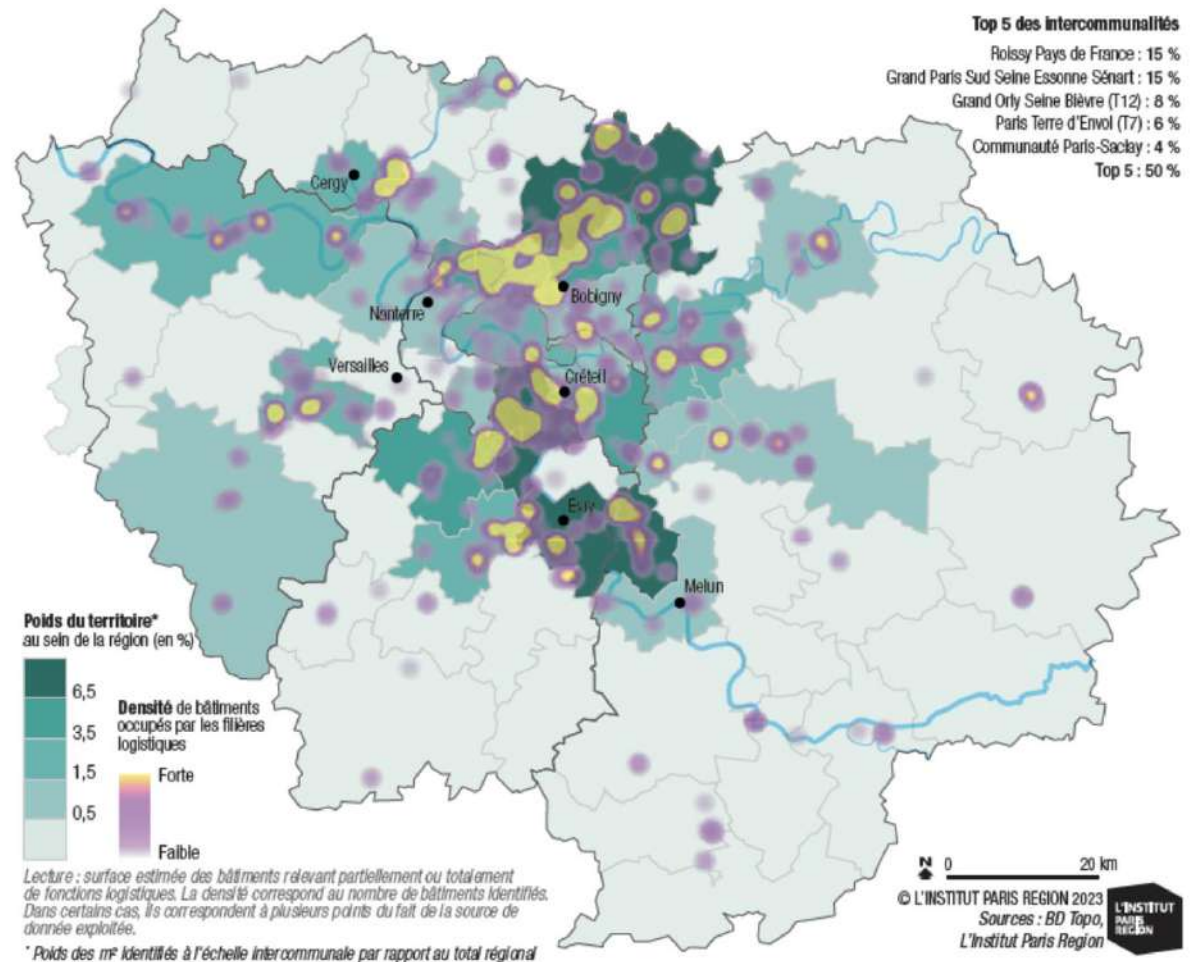 Top 5 des intercommunalités
Roissy Pays de France : 15 %
Grand Paris Sud Seine Essonne Sénart : 15 %
Grand Orly Seine Bièvre (T12) : 8 %
Paris Terre d'Envol (T7) : 6 %
Communauté Paris-Saclay : 4 %
Top 5 : 50 %
Cergy
Nanterre
Bobigny
Versailles
Créteil
Évry
Melun
Poids du territoire*
au sein de la région (en %)
6,5
3,5
1,5
0,5
Densité de bâtiments
occupés par les filières
logistiques
Forte
Faible
Lecture : surface estimée des bâtiments relevant partiellement ou totalement
de fonctions logistiques. La densité correspond au nombre de bâtiments identifiés.
Dans certains cas, ils correspondent à plusieurs points du fait de la source de
donnée exploitée.
* Poids des m² identifiés à l'échelle intercommunale par rapport au total régional
N 0 20 km
© L'INSTITUT PARIS REGION 2023
Sources : BD Topo,
L'Institut Paris Region
L'INSTITUT
PARIS
REGION